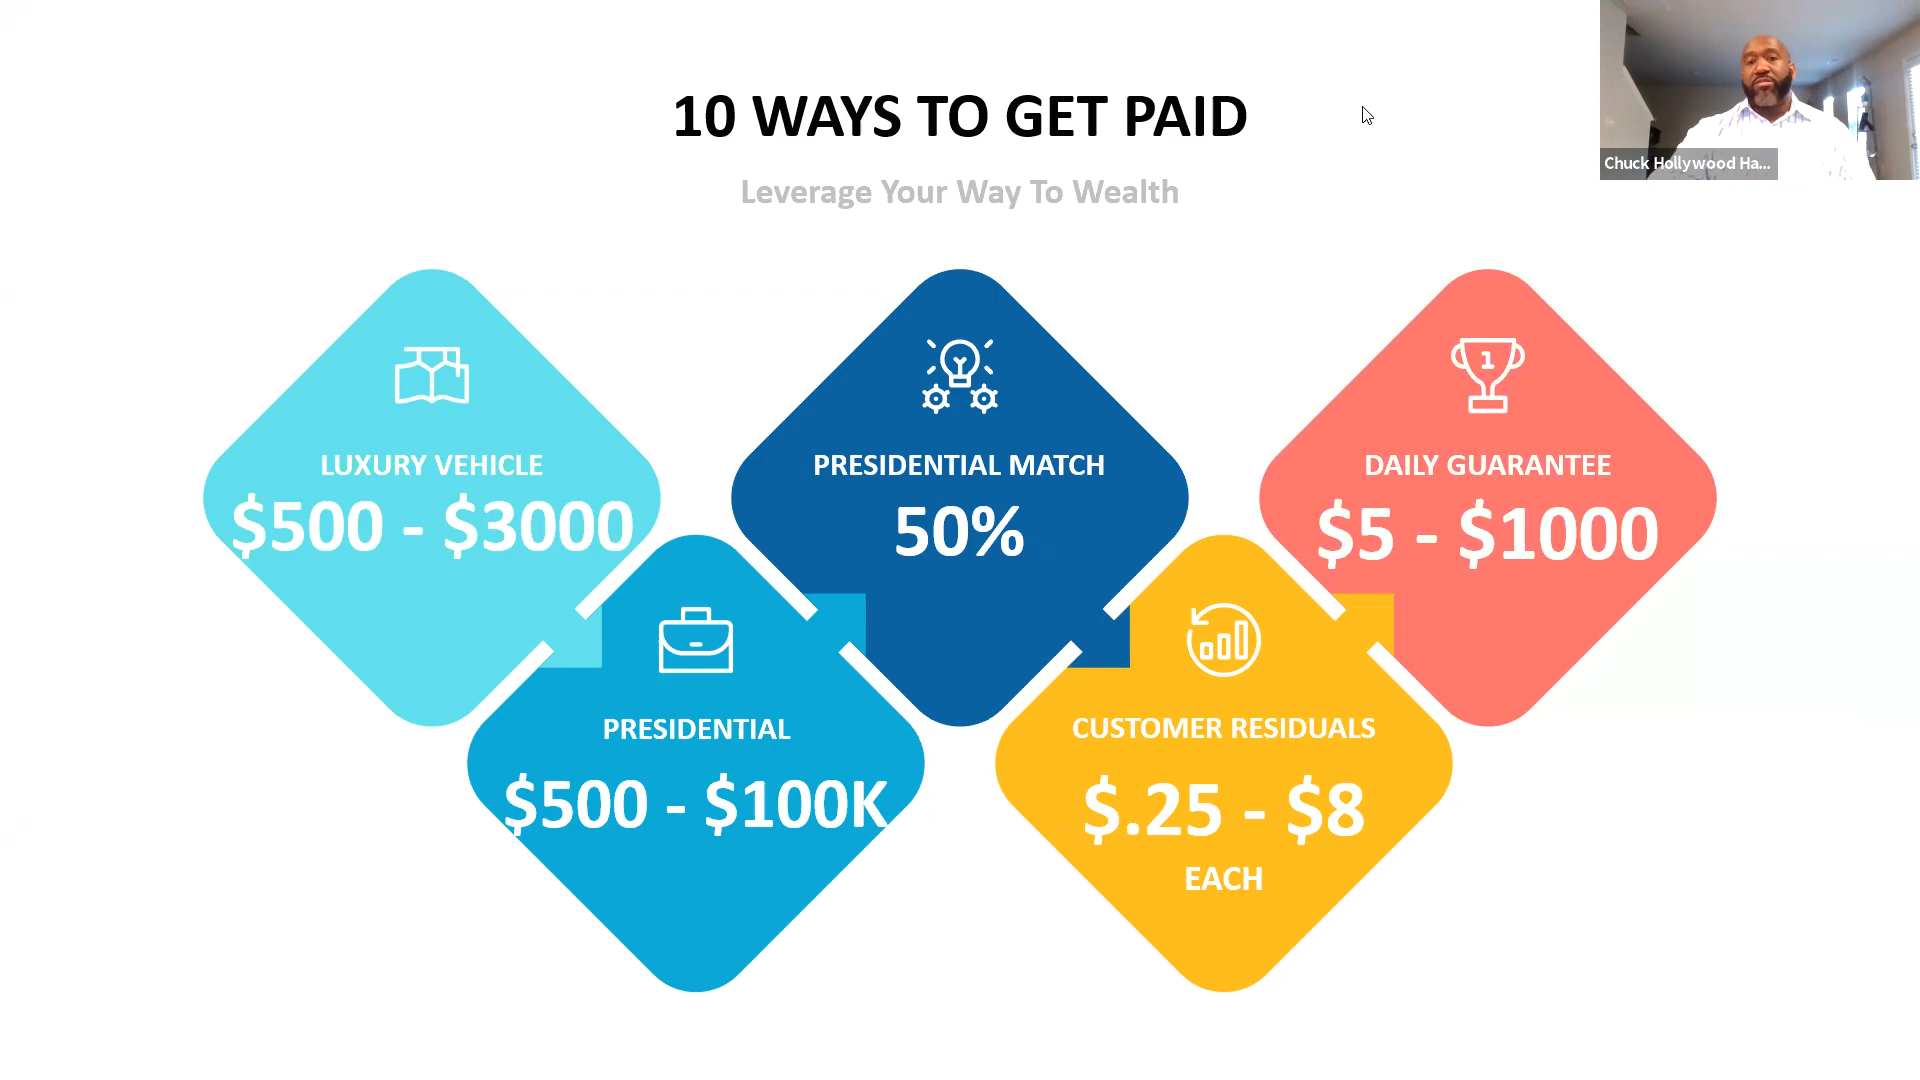 10 WAYS TO GET PAID
Leverage Your Way To Wealth
Chuck Hollywood Ha...
LUXURY VEHICLE
$500 - $3000
PRESIDENTIAL MATCH
50%
DAILY GUARANTEE
$5 - $1000
PRESIDENTIAL
$500 - $100K
CUSTOMER RESIDUALS
$.25 - $8
EACH
1